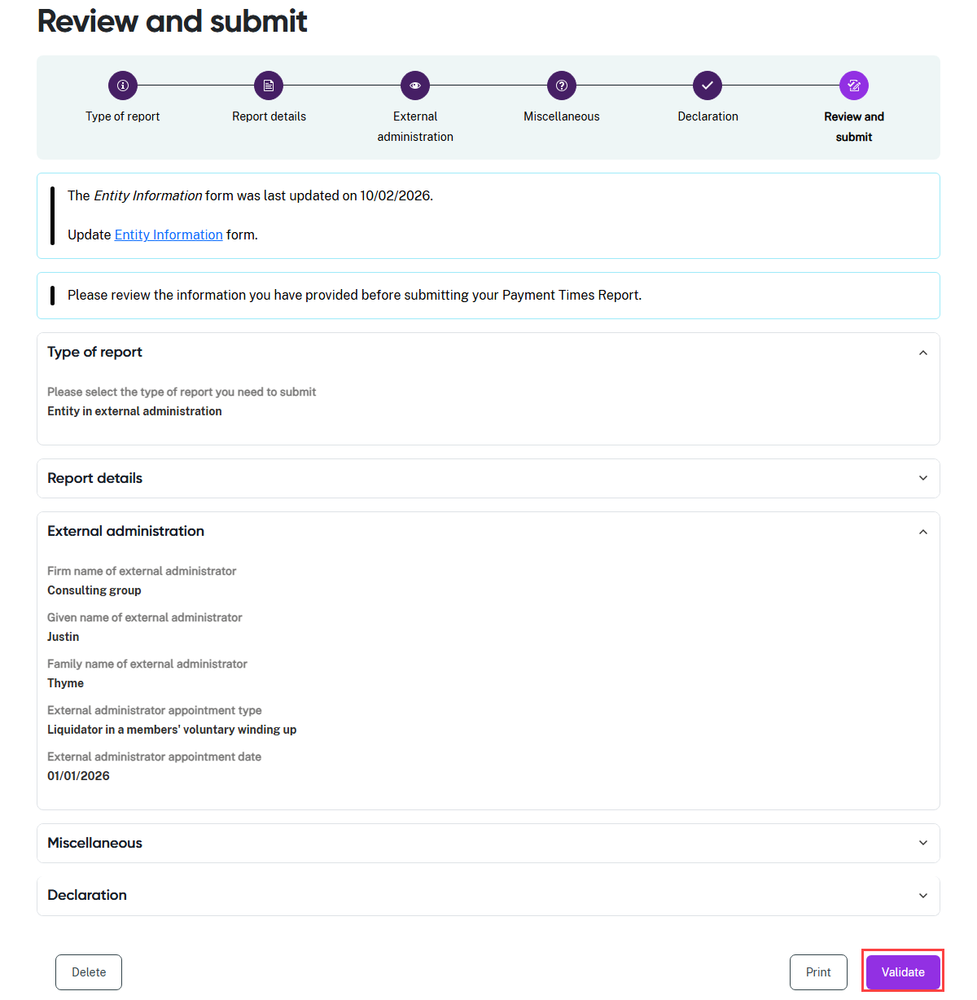 Review and submit
Type of report
Report details
External
administration
Miscellaneous
Declaration
Review and
submit
The Entity Information form was last updated on 10/02/2026.
Update Entity Information form.
Please review the information you have provided before submitting your Payment Times Report.
Type of report
Please select the type of report you need to submit
Entity in external administration
Report details
External administration
Firm name of external administrator
Consulting group
Given name of external administrator
Justin
Family name of external administrator
Thyme
External administrator appointment type
Liquidator in a members' voluntary winding up
External administrator appointment date
01/01/2026
Miscellaneous
Declaration
Delete
Print
Validate